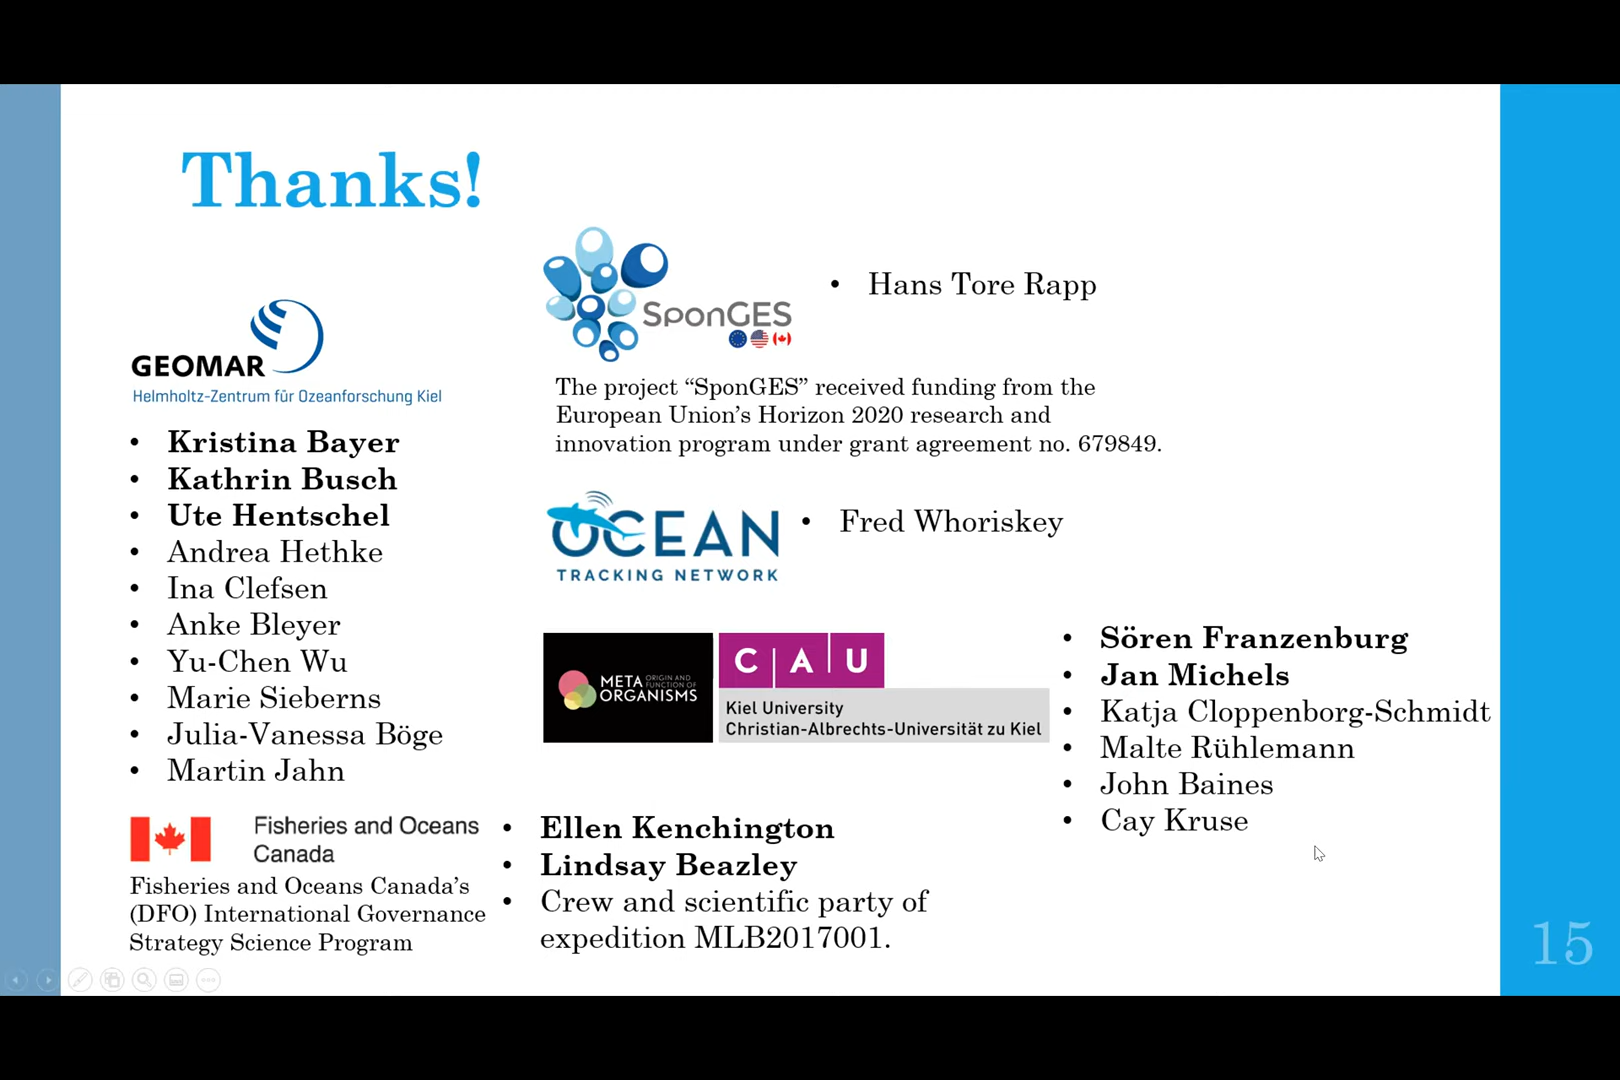 Thanks!
GEOMAR
Helmholtz-Zentrum für Ozeanforschung Kiel
• Kristina Bayer
• Kathrin Busch
• Ute Hentschel
• Andrea Hethke
• Ina Clefsen
• Anke Bleyer
• Yu-Chen Wu
• Marie Sieberns
• Julia-Vanessa Böge
• Martin Jahn
SponGES
• Hans Tore Rapp
The project “SponGES” received funding from the
European Union’s Horizon 2020 research and
innovation program under grant agreement no. 679849.
OCEAN
TRACKING NETWORK
• Fred Whoriskey
META ORIGIN AND
FUNCTION OF
ORGANISMS
CAU
Kiel University
Christian-Albrechts-Universität zu Kiel
• Sören Franzenburg
• Jan Michels
• Katja Cloppenborg-Schmidt
• Malte Rühlemann
• John Baines
• Cay Kruse
Fisheries and Oceans
Canada
Fisheries and Oceans Canada’s
(DFO) International Governance
Strategy Science Program
• Ellen Kenchington
• Lindsay Beazley
• Crew and scientific party of
expedition MLB2017001.
15